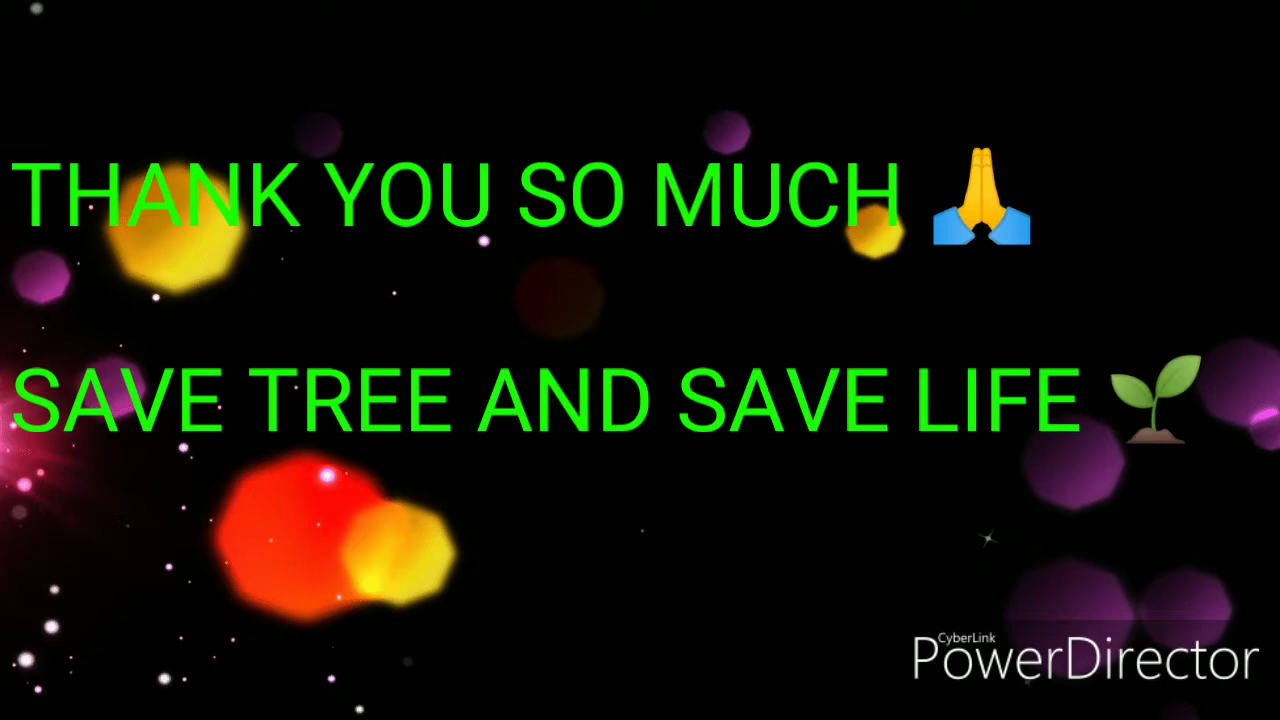 THANK YOU SO MUCH 🙏
SAVE TREE AND SAVE LIFE 🌱
CyberLink
PowerDirector